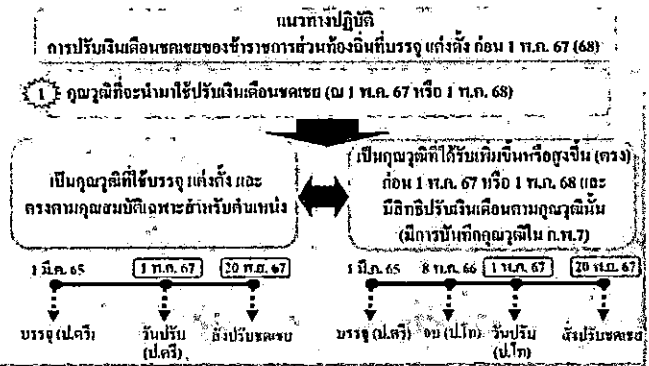 แนวทางปฏิบัติ
การปรับเงินเดือนชดเชยของข้าราชการส่วนท้องถิ่นที่บรรจุ แต่งตั้ง ก่อน 1 พ.ค. 67 (68)
1 คุณวุฒิที่จะนำมาใช้ปรับเงินเดือนชดเชย (ณ 1 พ.ค. 67 หรือ 1 พ.ค. 68)
เป็นคุณวุฒิที่ใช้บรรจุ แต่งตั้ง และ
ตรงตามคุณสมบัติเฉพาะสำหรับตำแหน่ง
เป็นคุณวุฒิที่ได้รับเพิ่มขึ้นหรือสูงขึ้น (ตรง)
ก่อน 1 พ.ค. 67 หรือ 1 พ.ค. 68 และ
มีสิทธิปรับเงินเดือนตามคุณวุฒินั้น
(มีการบันทึกคุณวุฒิใน ก.พ.7)
1 มี.ค. 65 1 พ.ค. 67 20 พ.ย. 67
บรรจุ (ป.ตรี) วันปรับ สั่งปรับชดเชย
(ป.ตรี)
1 มี.ค. 65 8 พ.ค. 66 1 พ.ค. 67 20 พ.ย. 67
บรรจุ (ป.ตรี) จบ (ป.โท) วันปรับ สั่งปรับชดเชย
(ป.โท)